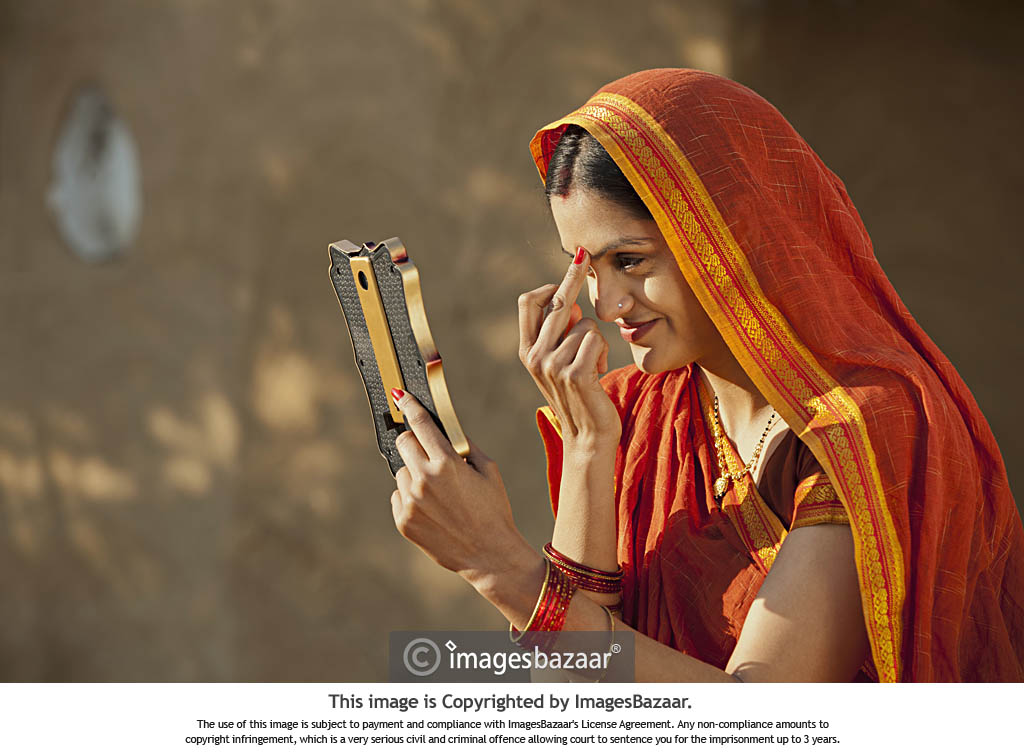 © imagesbazaar®
This image is Copyrighted by ImagesBazaar.
The use of this image is subject to payment and compliance with ImagesBazaar's License Agreement. Any non-compliance amounts to
copyright infringement, which is a very serious civil and criminal offence allowing court to sentence you for the imprisonment up to 3 years.